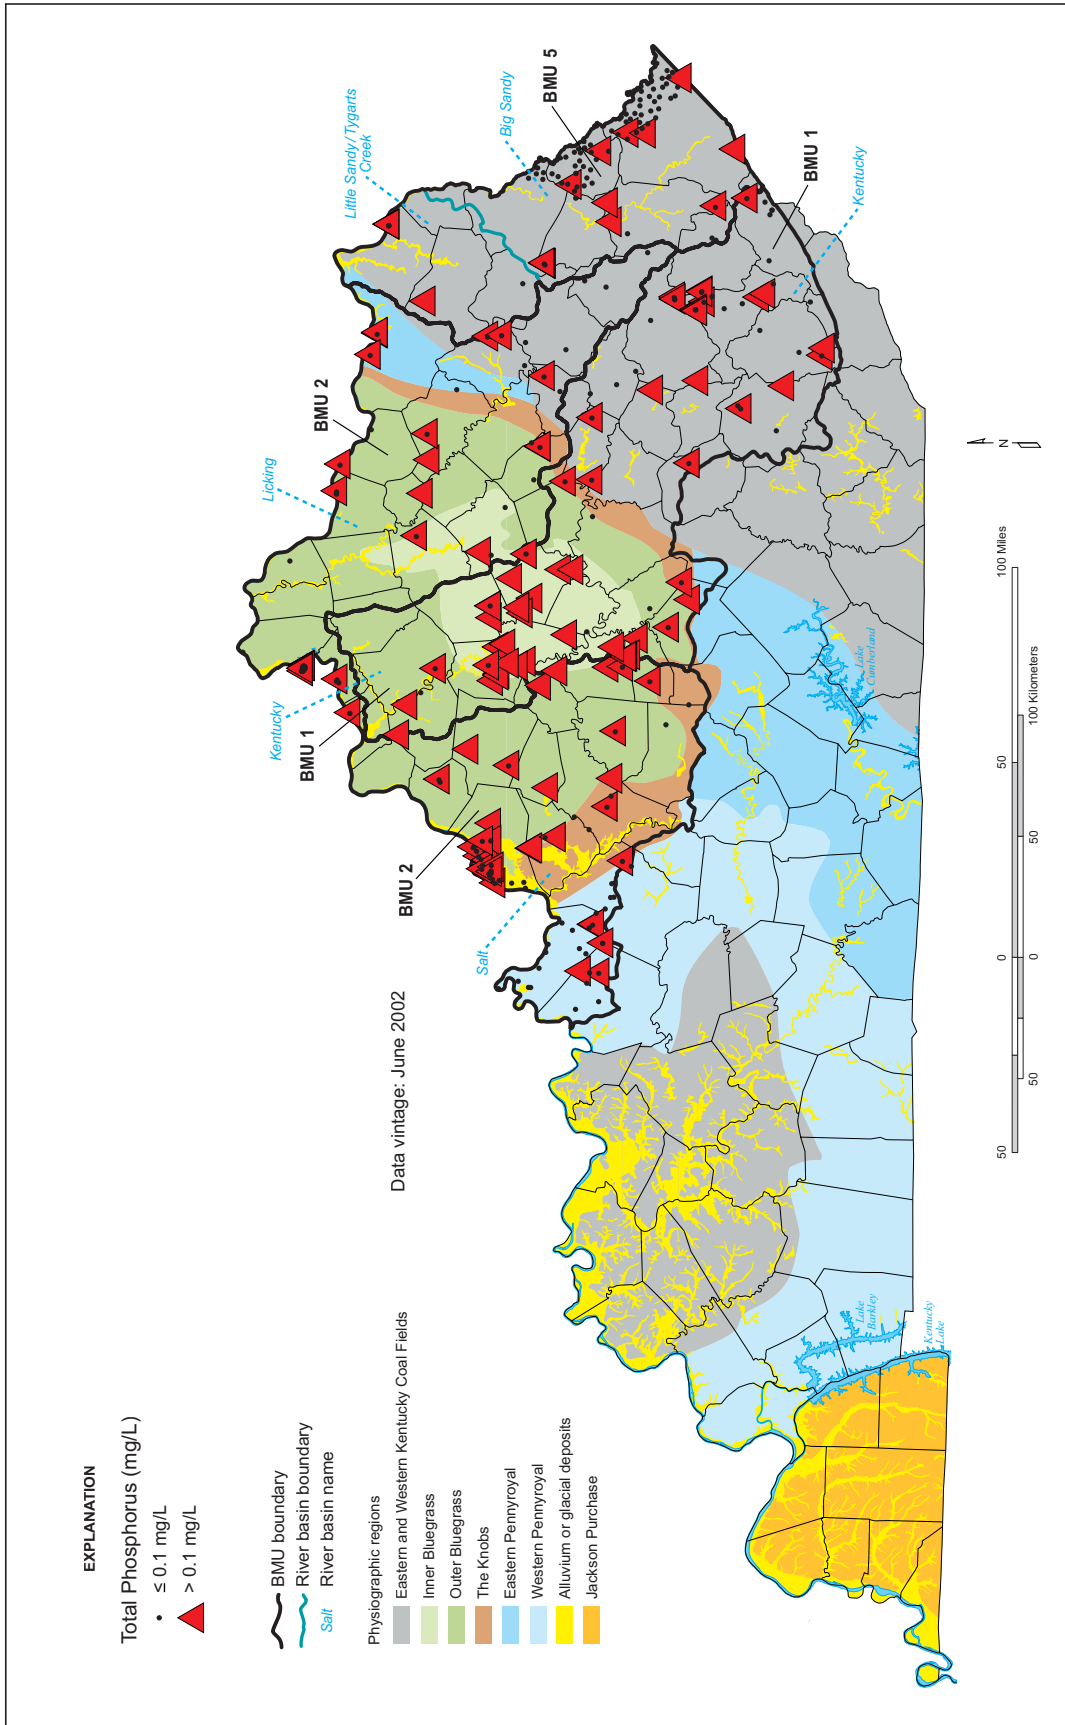 EXPLANATION
Total Phosphorus (mg/L)
≤ 0.1 mg/L
> 0.1 mg/L
BMU boundary
River basin boundary
Salt River basin name
Physiographic regions
Eastern and Western Kentucky Coal Fields
Inner Bluegrass
Outer Bluegrass
The Knobs
Eastern Pennyroyal
Western Pennyroyal
Alluvium or glacial deposits
Jackson Purchase
Data vintage: June 2002
Licking
BMU 2
Kentucky
BMU 1
Little Sandy/Tygarts
Creek
Big Sandy
BMU 5
BMU 2
Salt
BMU 1
Kentucky
Lake
Cumberland
Lake
Barkley
Kentucky
Lake
N
50 0 50 100 Miles
50 0 50 100 Kilometers